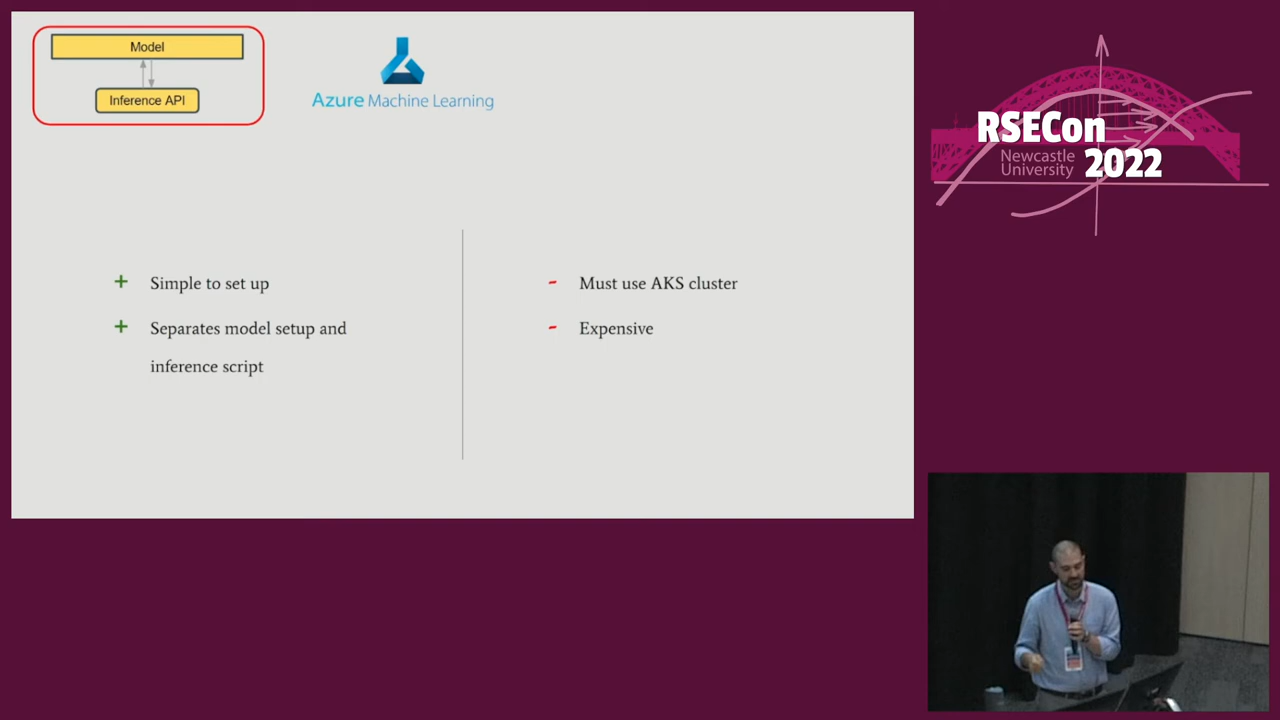 Model
Inference API
Azure Machine Learning
+ Simple to set up
+ Separates model setup and
inference script
- Must use AKS cluster
- Expensive
RSECon
Newcastle
University 2022